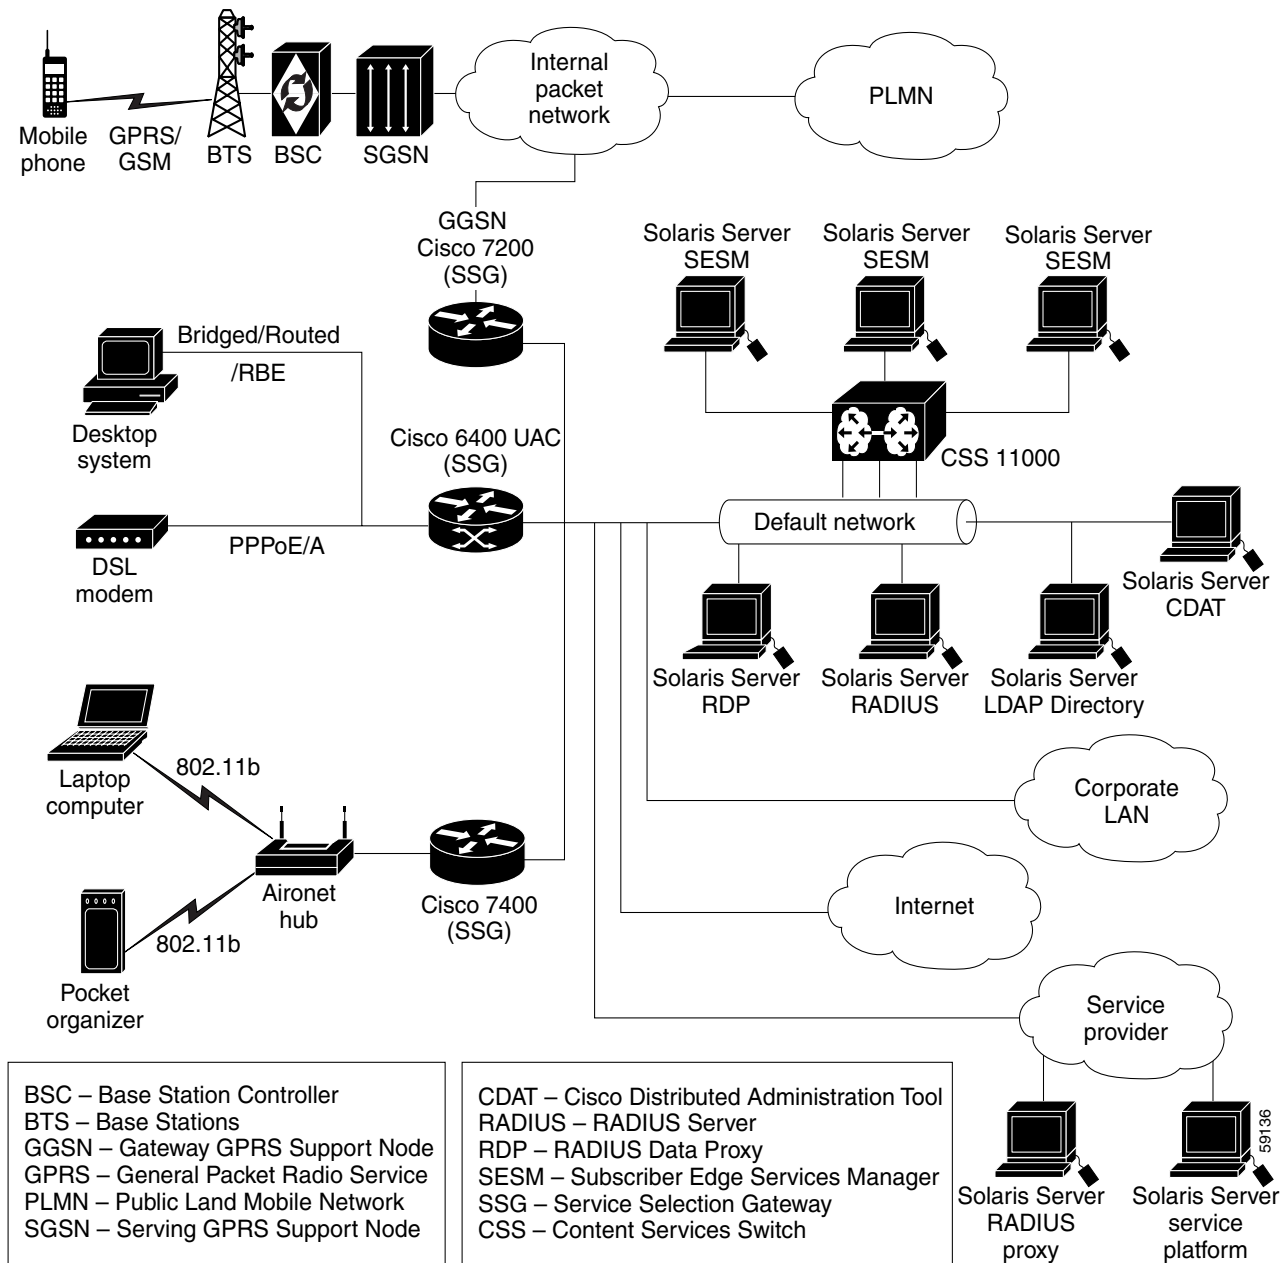 Internal
packet
network
PLMN
Mobile
phone
GPRS/
GSM
BTS
BSC
SGSN
GGSN
Cisco 7200
(SSG)
Solaris Server
SESM
Solaris Server
SESM
Solaris Server
SESM
Bridged/Routed
/RBE
Desktop
system
Cisco 6400 UAC
(SSG)
CSS 11000
Default network
PPPoE/A
DSL
modem
Solaris Server
CDAT
Solaris Server
RDP
Solaris Server
RADIUS
Solaris Server
LDAP Directory
802.11b
Laptop
computer
Corporate
LAN
Aironet
hub
Cisco 7400
(SSG)
Internet
802.11b
Pocket
organizer
Service
provider
BSC – Base Station Controller
BTS – Base Stations
GGSN – Gateway GPRS Support Node
GPRS – General Packet Radio Service
PLMN – Public Land Mobile Network
SGSN – Serving GPRS Support Node
CDAT – Cisco Distributed Administration Tool
RADIUS – RADIUS Server
RDP – RADIUS Data Proxy
SESM – Subscriber Edge Services Manager
SSG – Service Selection Gateway
CSS – Content Services Switch
Solaris Server
RADIUS
proxy
Solaris Server
service
platform
59136